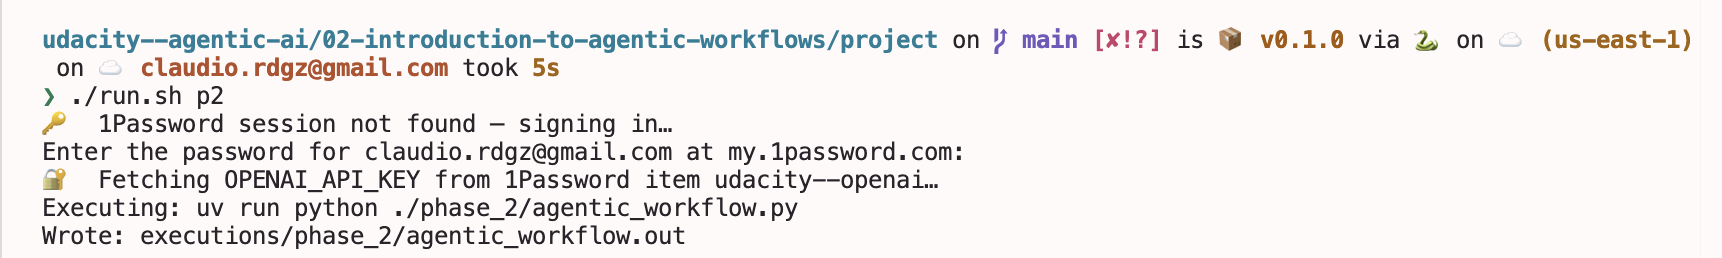 udacity--agentic-ai/02-introduction-to-agentic-workflows/project on  main [✘!?] is 📦 v0.1.0 via 🐍 on ☁️ (us-east-1)
on ☁️ claudio.rdgz@gmail.com took 5s
❯ ./run.sh p2
🔑 1Password session not found — signing in…
Enter the password for claudio.rdgz@gmail.com at my.1password.com:
🔐 Fetching OPENAI_API_KEY from 1Password item udacity--openai…
Executing: uv run python ./phase_2/agentic_workflow.py
Wrote: executions/phase_2/agentic_workflow.out